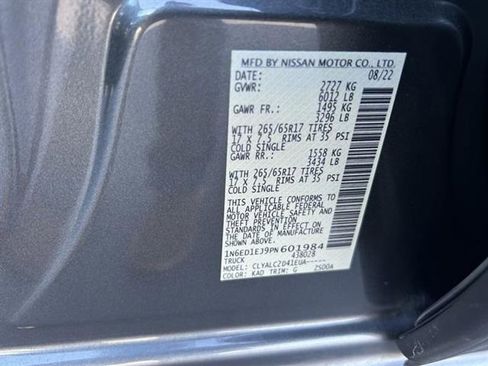 MFD BY NISSAN MOTOR CO., LTD.
DATE: 08/22
GVWR: 2727 KG
6012 LB
GAWR FR.: 1495 KG
3296 LB
WITH 265/65R17 TIRES
17 X 7.5 RIMS AT 35 PSI
COLD SINGLE
GAWR RR.: 1558 KG
3434 LB
WITH 265/65R17 TIRES
17 X 7.5 RIMS AT 35 PSI
COLD SINGLE
THIS VEHICLE CONFORMS TO
ALL APPLICABLE FEDERAL
MOTOR VEHICLE SAFETY AND
THEFT PREVENTION
STANDARDS IN EFFECT ON
THE DATE OF MANUFACTURE
SHOWN ABOVE.
1N6ED1EJ9PN601984
TRUCK 438028
MODEL: CLYALC2D41EUA-----
COLOR: KAD TRIM: G ZSDOA